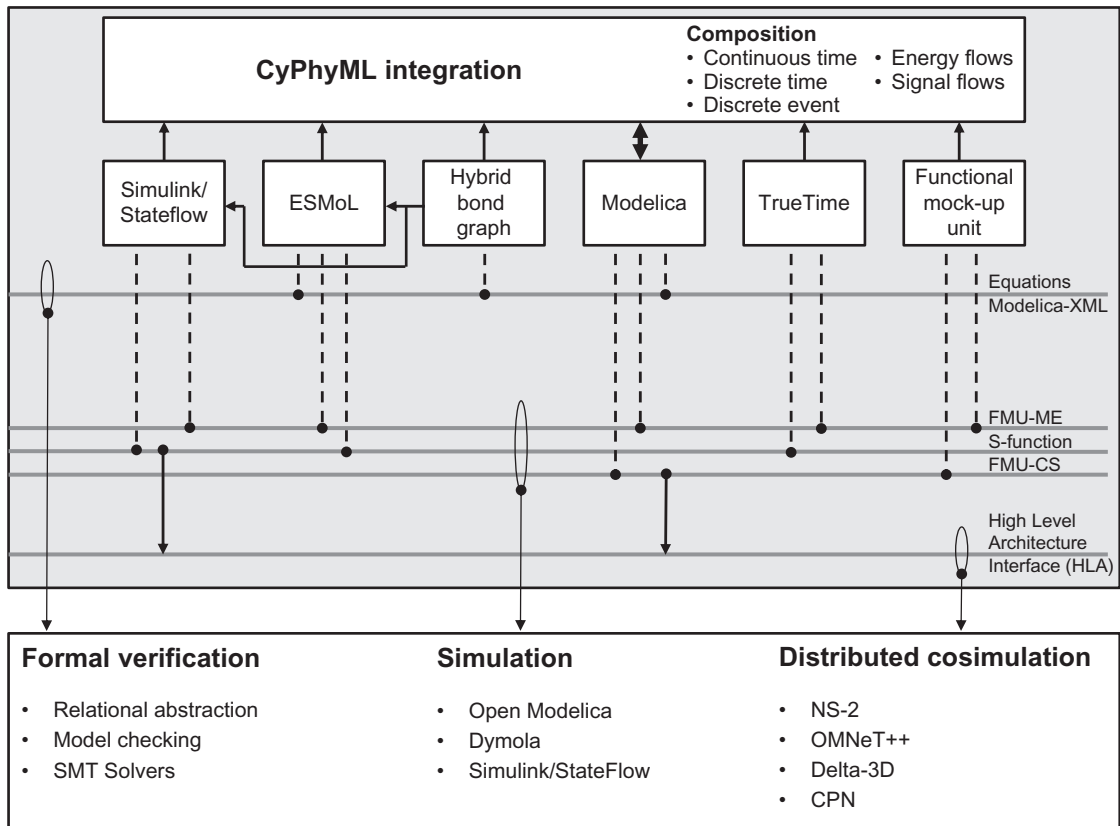 CyPhyML integration
Composition
• Continuous time
• Discrete time
• Discrete event
• Energy flows
• Signal flows
Simulink/
Stateflow
ESMoL
Hybrid
bond
graph
Modelica
TrueTime
Functional
mock-up
unit
Equations
Modelica-XML
FMU-ME
S-function
FMU-CS
High Level
Architecture
Interface (HLA)
Formal verification
• Relational abstraction
• Model checking
• SMT Solvers
Simulation
• Open Modelica
• Dymola
• Simulink/StateFlow
Distributed cosimulation
• NS-2
• OMNeT++
• Delta-3D
• CPN